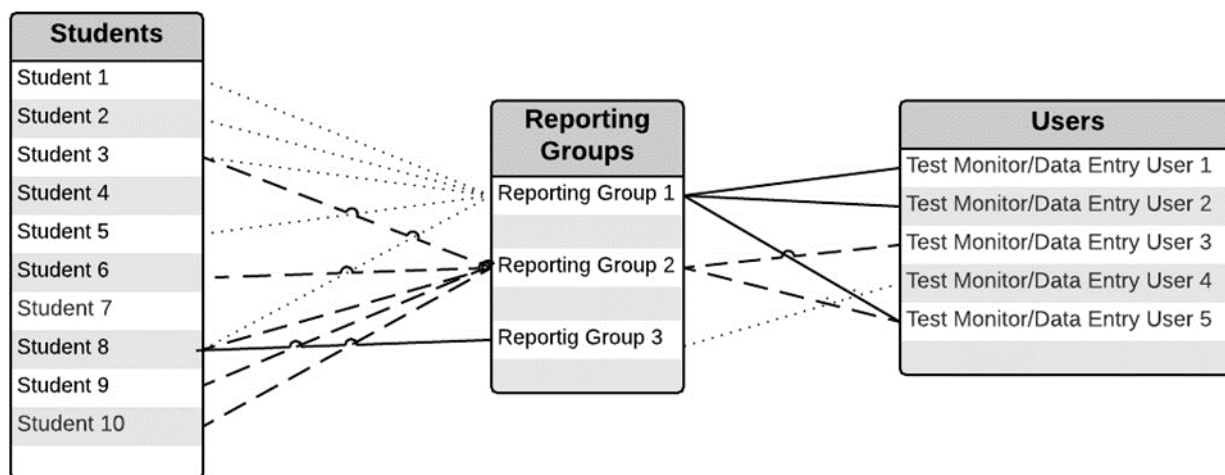 Students
Student 1
Student 2
Student 3
Student 4
Student 5
Student 6
Student 7
Student 8
Student 9
Student 10
Reporting
Groups
Reporting Group 1
Reporting Group 2
Reportig Group 3
Users
Test Monitor/Data Entry User 1
Test Monitor/Data Entry User 2
Test Monitor/Data Entry User 3
Test Monitor/Data Entry User 4
Test Monitor/Data Entry User 5